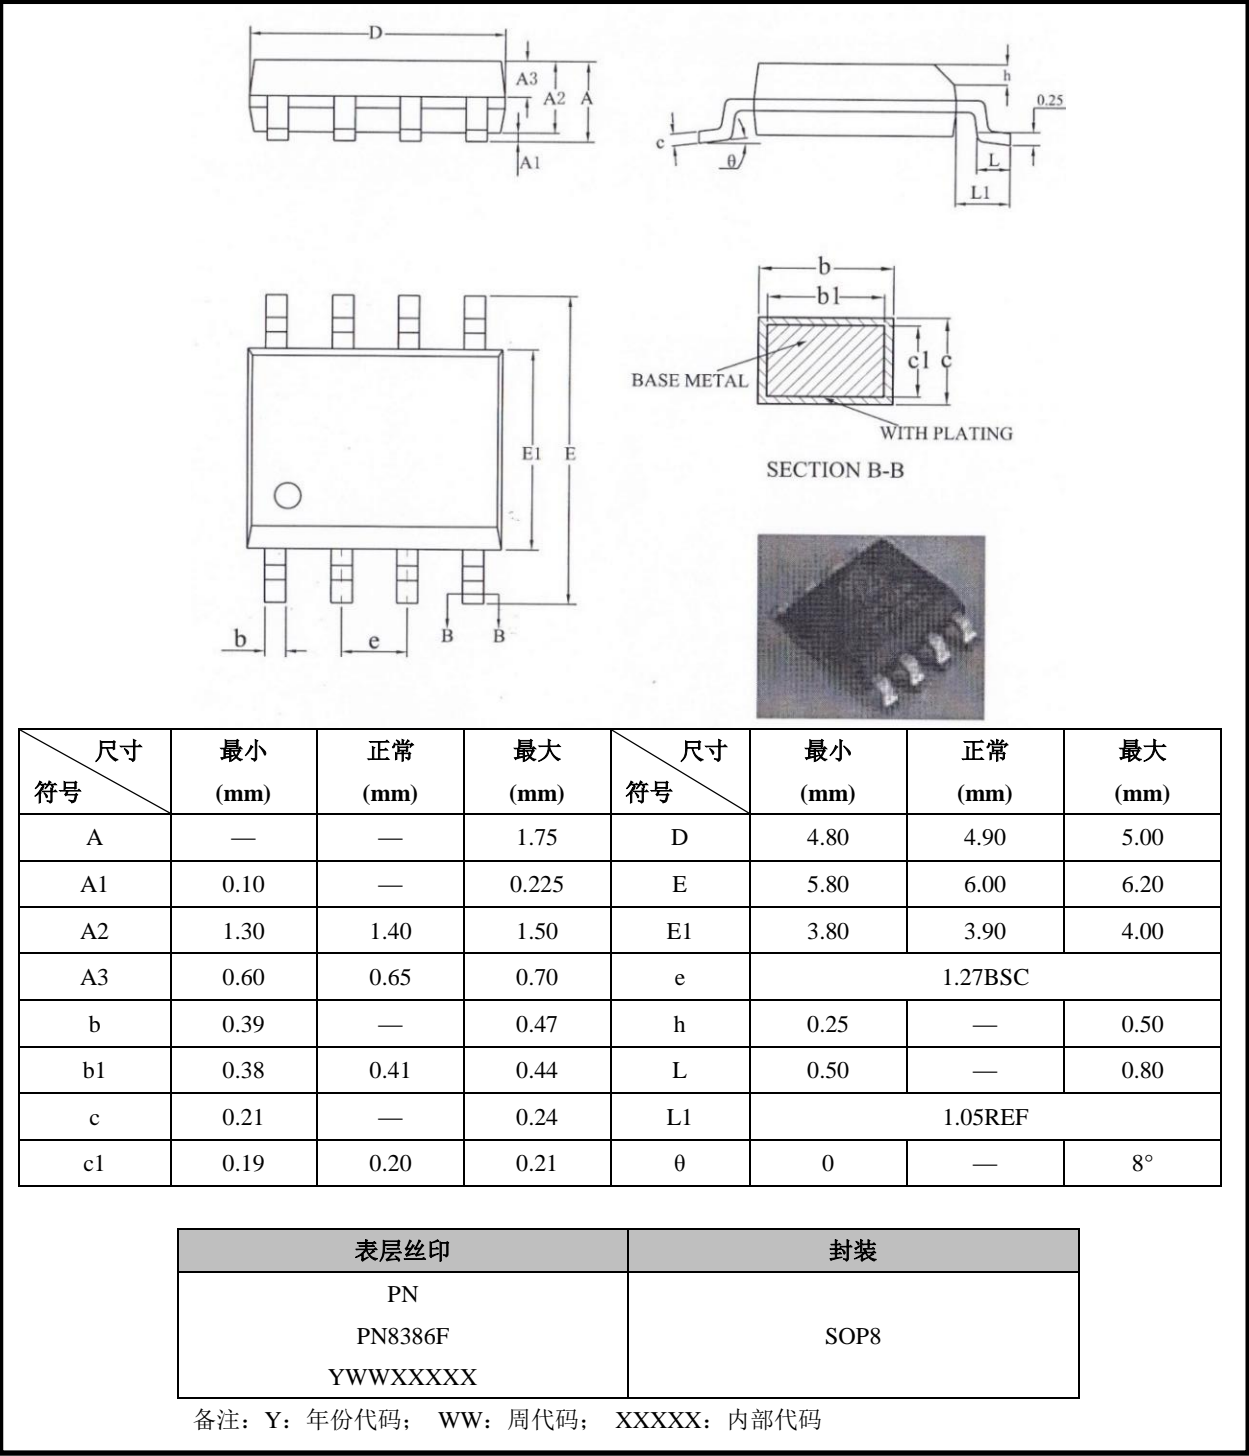 D
A3
A2
A
A1
h
0.25
c
θ
L
L1
b
b1
c1
c
BASE METAL
WITH PLATING
SECTION B-B
E1
E
b
e
B
B
尺寸 最小 正常 最大 尺寸 最小 正常 最大
符号 (mm) (mm) (mm) 符号 (mm) (mm) (mm)
A — — 1.75 D 4.80 4.90 5.00
A1 0.10 — 0.225 E 5.80 6.00 6.20
A2 1.30 1.40 1.50 E1 3.80 3.90 4.00
A3 0.60 0.65 0.70 e 1.27BSC
b 0.39 — 0.47 h 0.25 — 0.50
b1 0.38 0.41 0.44 L 0.50 — 0.80
c 0.21 — 0.24 L1 1.05REF
c1 0.19 0.20 0.21 θ 0 — 8°
表层丝印 封装
PN
PN8386F SOP8
YWWXXXXX
备注：Y：年份代码； WW：周代码； XXXXX：内部代码